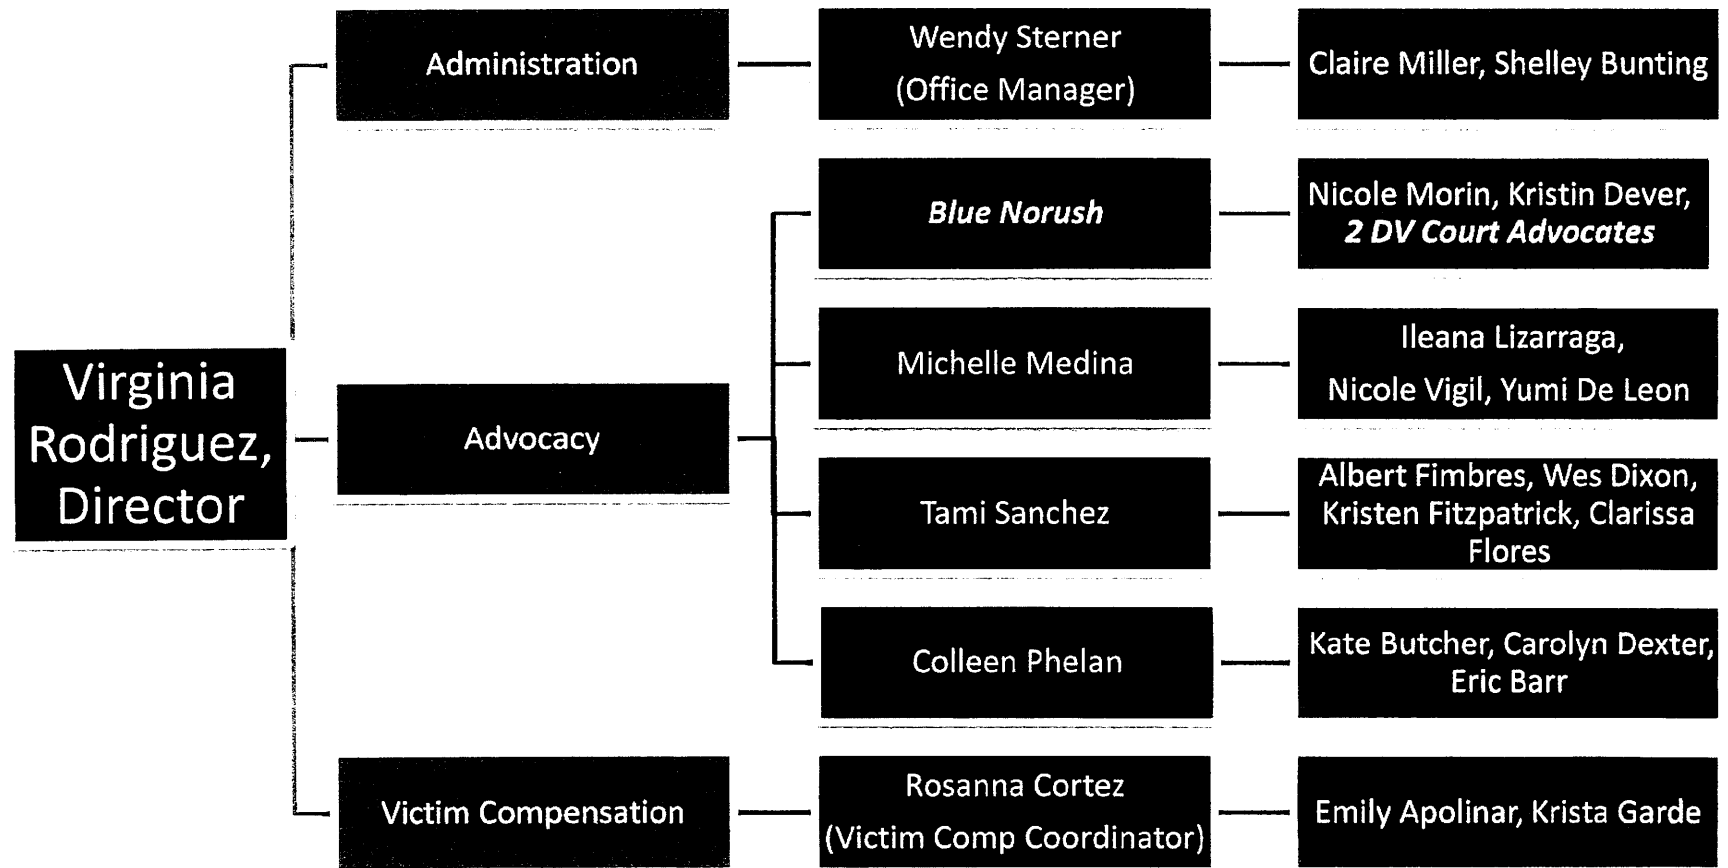 Virginia
Rodriguez,
Director
Administration
Wendy Sterner
(Office Manager)
Claire Miller, Shelley Bunting
Advocacy
Blue Norush
Nicole Morin, Kristin Dever,
2 DV Court Advocates
Michelle Medina
Ileana Lizarraga,
Nicole Vigil, Yumi De Leon
Tami Sanchez
Albert Fimbres, Wes Dixon,
Kristen Fitzpatrick, Clarissa
Flores
Colleen Phelan
Kate Butcher, Carolyn Dexter,
Eric Barr
Victim Compensation
Rosanna Cortez
(Victim Comp Coordinator)
Emily Apolinar, Krista Garde